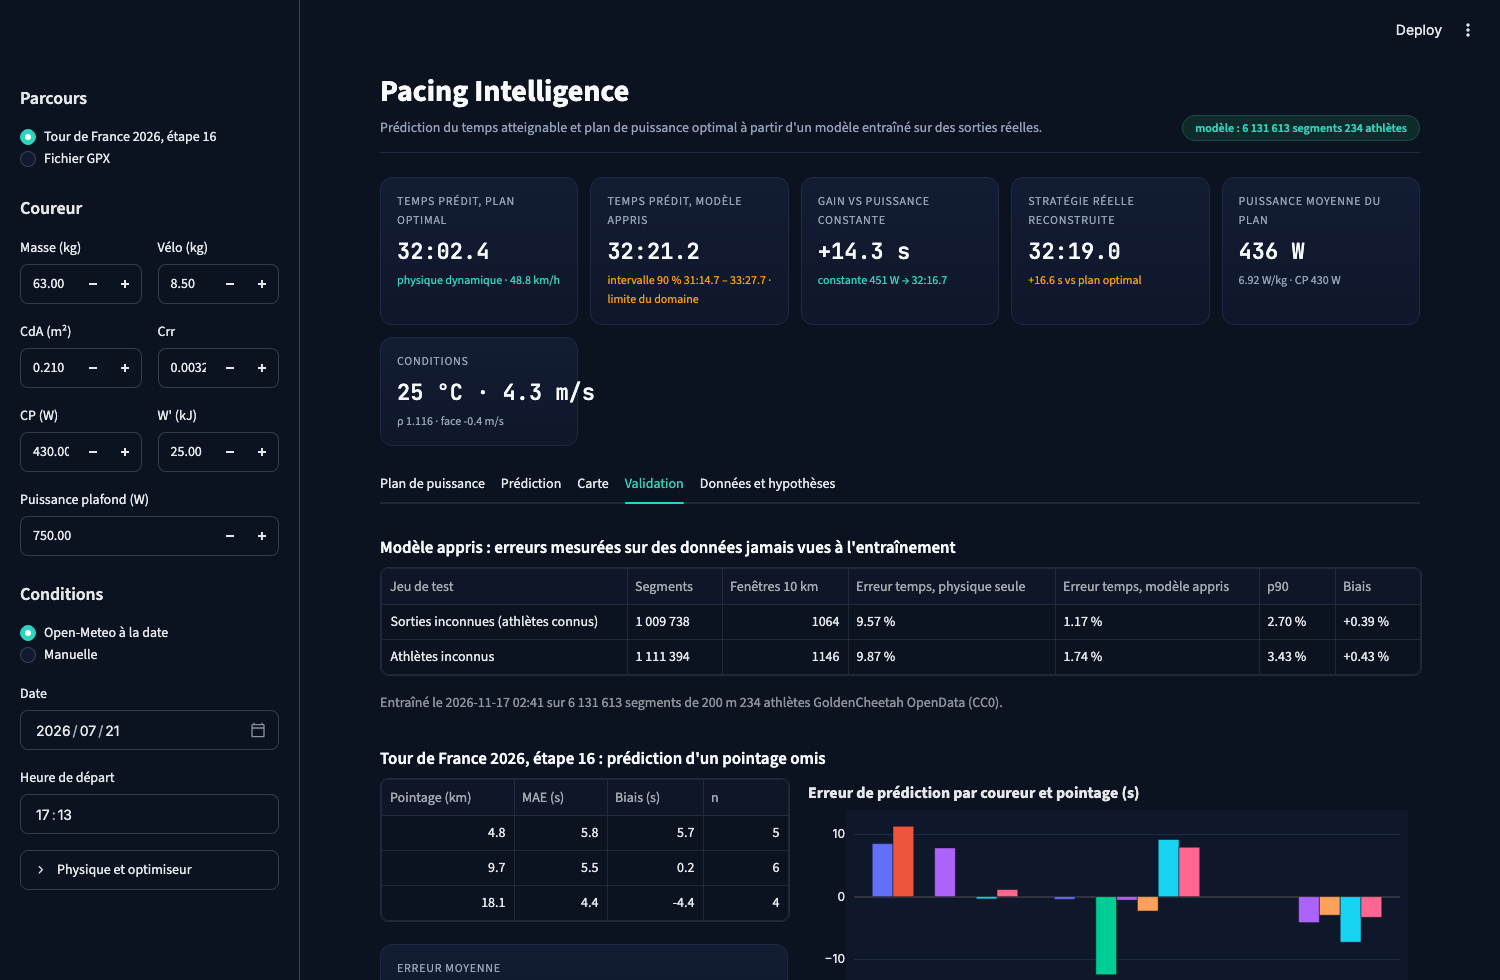 Deploy
Parcours
Tour de France 2026, étape 16
Fichier GPX
Coureur
Masse (kg)
Vélo (kg)
63.00
8.50
CdA (m²)
Crr
0.210
0.0032
CP (W)
W' (kJ)
430.00
25.00
Puissance plafond (W)
750.00
Conditions
Open-Meteo à la date
Manuelle
Date
2026/07/21
Heure de départ
17:13
Physique et optimiseur
Pacing Intelligence
Prédiction du temps atteignable et plan de puissance optimal à partir d'un modèle entraîné sur des sorties réelles.
modèle : 6 131 613 segments 234 athlètes
TEMPS PRÉDIT, PLAN
OPTIMAL
32:02.4
physique dynamique · 48.8 km/h
TEMPS PRÉDIT, MODÈLE
APPRIS
32:21.2
intervalle 90 % 31:14.7 – 33:27.7 ·
limite du domaine
GAIN VS PUISSANCE
CONSTANTE
+14.3 s
constante 451 W → 32:16.7
STRATÉGIE RÉELLE
RECONSTRUITE
32:19.0
+16.6 s vs plan optimal
PUISSANCE MOYENNE DU
PLAN
436 W
6.92 W/kg · CP 430 W
CONDITIONS
25 °C · 4.3 m/s
ρ 1.116 · face -0.4 m/s
Plan de puissance Prédiction Carte Validation Données et hypothèses
Modèle appris : erreurs mesurées sur des données jamais vues à l'entraînement
Jeu de test Segments Fenêtres 10 km Erreur temps, physique seule Erreur temps, modèle appris p90 Biais
Sorties inconnues (athlètes connus) 1 009 738 1064 9.57 % 1.17 % 2.70 % +0.39 %
Athlètes inconnus 1 111 394 1146 9.87 % 1.74 % 3.43 % +0.43 %
Entraîné le 2026-11-17 02:41 sur 6 131 613 segments de 200 m 234 athlètes GoldenCheetah OpenData (CC0).
Tour de France 2026, étape 16 : prédiction d'un pointage omis
Pointage (km) MAE (s) Biais (s) n
4.8 5.8 5.7 5
9.7 5.5 0.2 6
18.1 4.4 -4.4 4
ERREUR MOYENNE
Erreur de prédiction par coureur et pointage (s)
10
0
−10